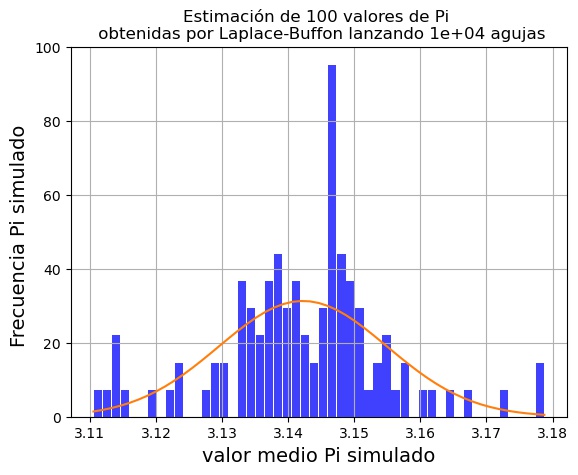 Estimación de 100 valores de Pi
obtenidas por Laplace-Buffon lanzando 1e+04 agujas
100
80
60
40
20
0
Frecuencia Pi simulado
3.11 3.12 3.13 3.14 3.15 3.16 3.17 3.18
valor medio Pi simulado